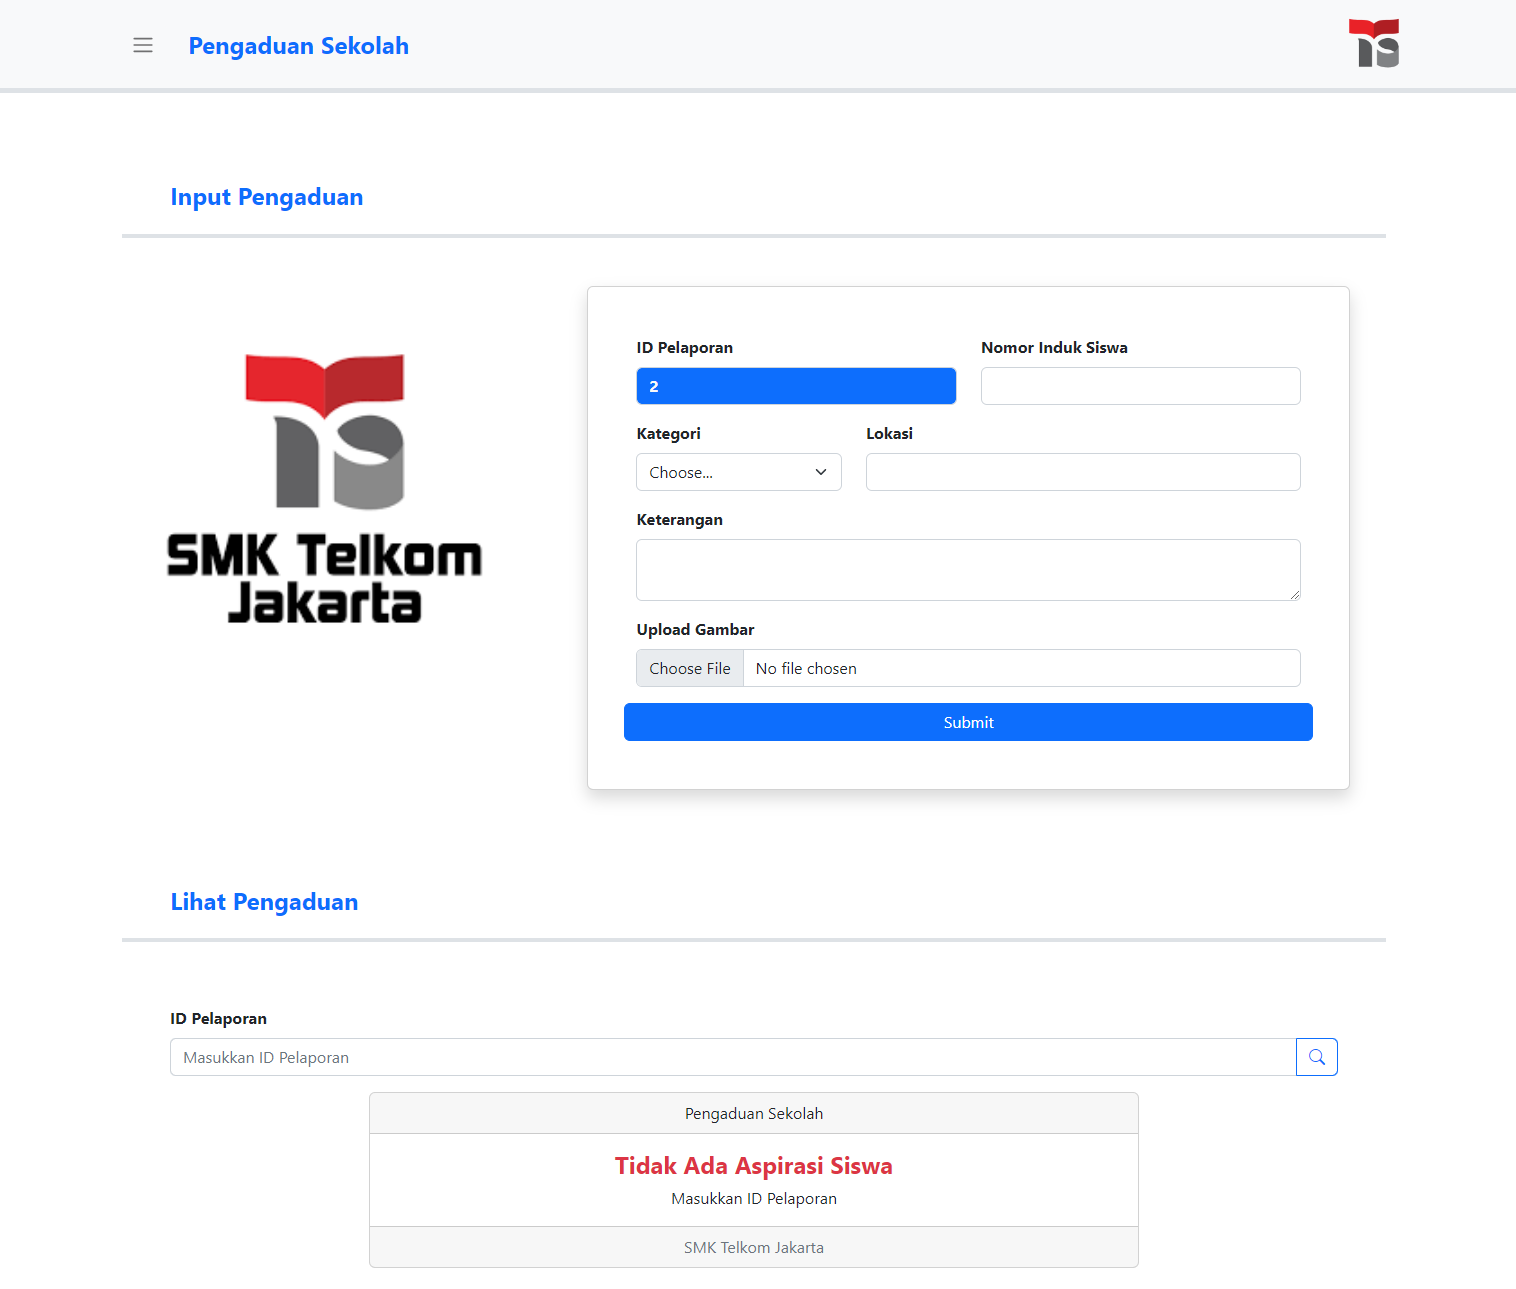 Pengaduan Sekolah
Input Pengaduan
SMK Telkom
Jakarta
ID Pelaporan
Nomor Induk Siswa
2
Kategori
Lokasi
Choose...
Keterangan
Upload Gambar
Choose File
No file chosen
Submit
Lihat Pengaduan
ID Pelaporan
Masukkan ID Pelaporan
Pengaduan Sekolah
Tidak Ada Aspirasi Siswa
Masukkan ID Pelaporan
SMK Telkom Jakarta